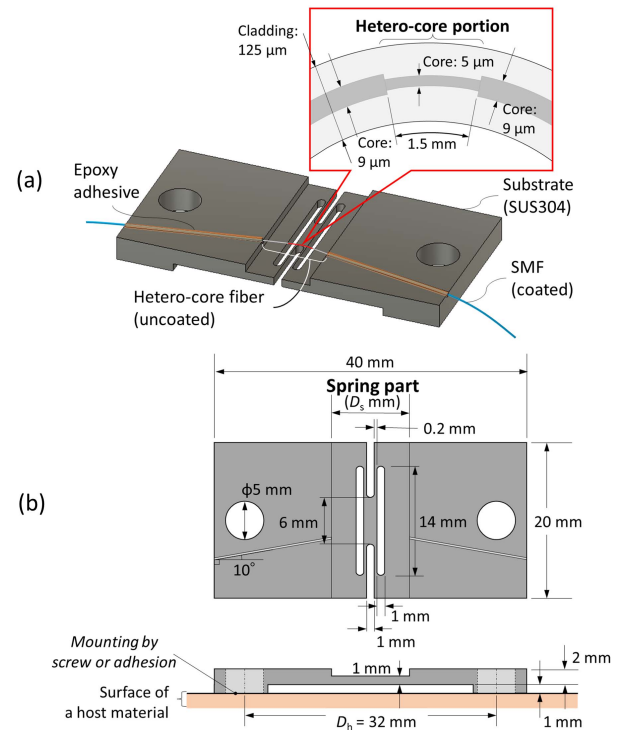 Hetero-core portion
Cladding:
125 μm
Core: 5 μm
Core:
9 μm
1.5 mm
Core:
9 μm
(a)
Epoxy
adhesive
Substrate
(SUS304)
SMF
(coated)
Hetero-core fiber
(uncoated)
40 mm
Spring part
(Ds mm)
0.2 mm
(b)
ϕ5 mm
6 mm
14 mm
20 mm
10°
1 mm
1 mm
Mounting by
screw or adhesion
1 mm
2 mm
Surface of
a host material
Dh = 32 mm
1 mm